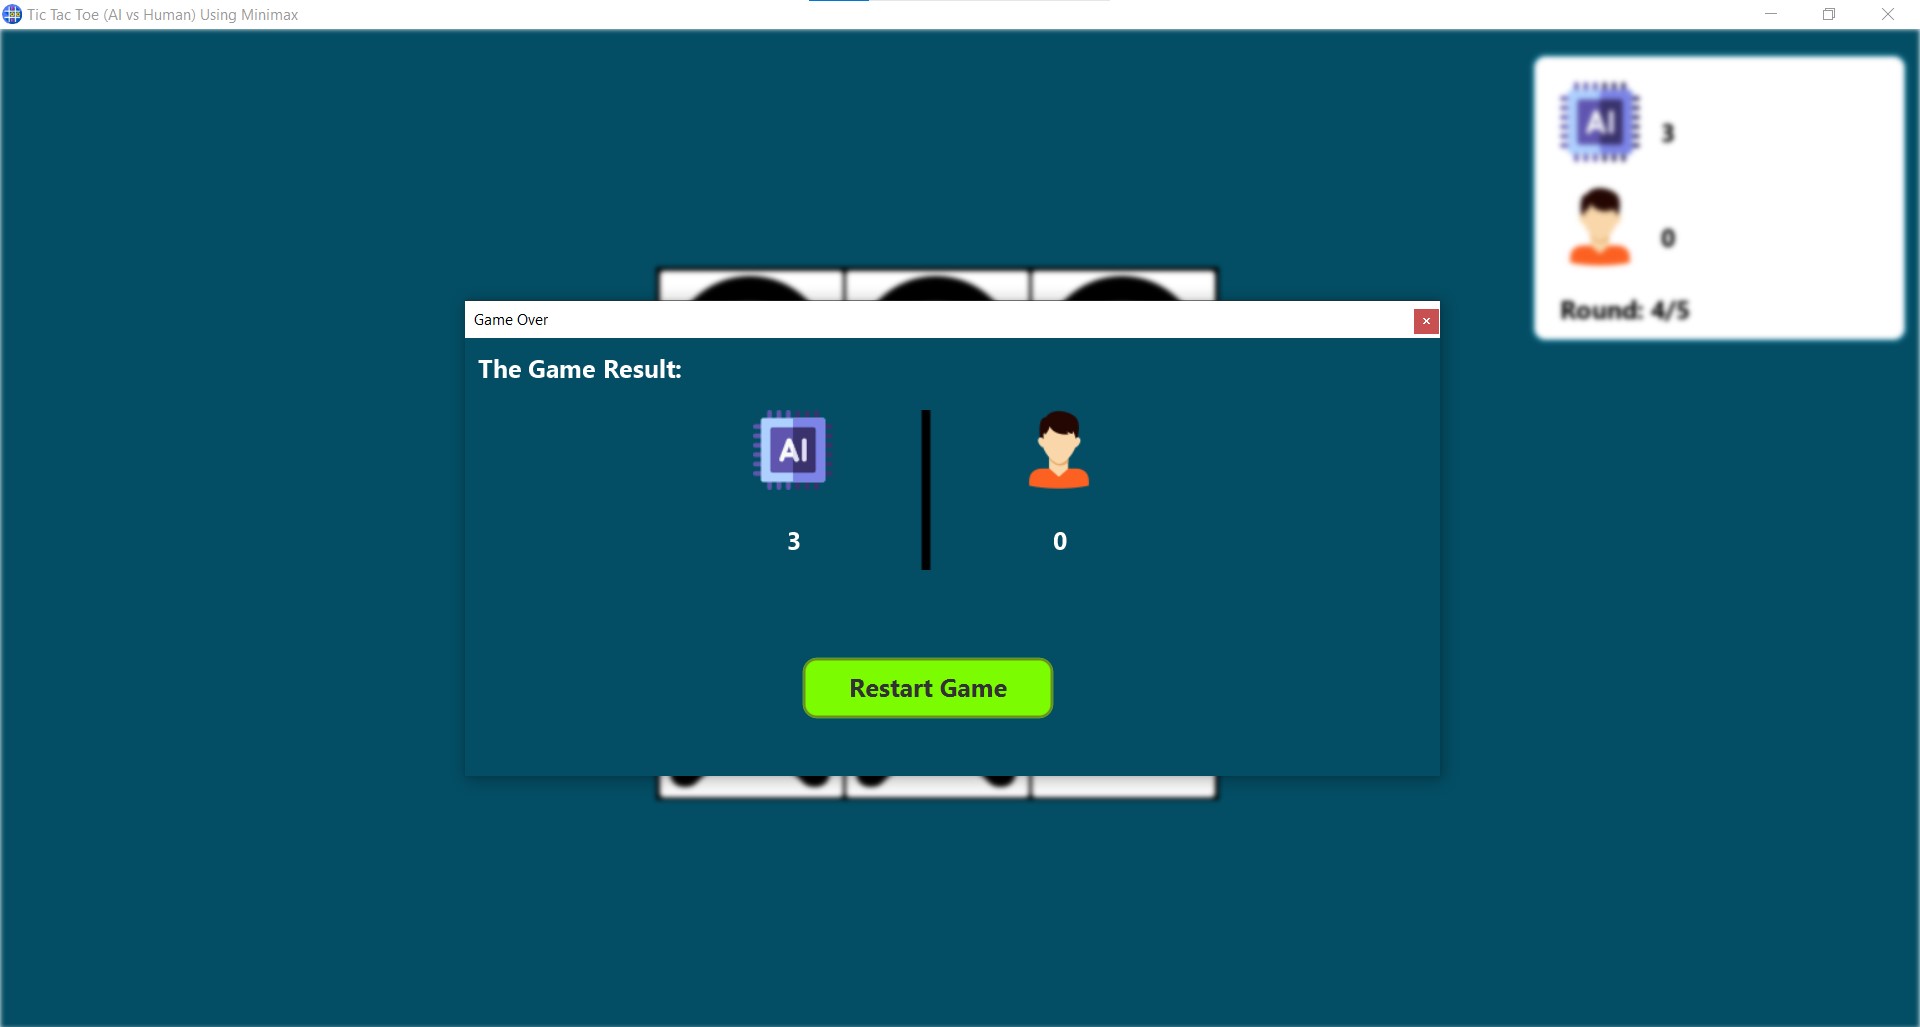 Tic Tac Toe (AI vs Human) Using Minimax
AI
3
0
Round: 4/5
Game Over
The Game Result:
AI
3
0
Restart Game